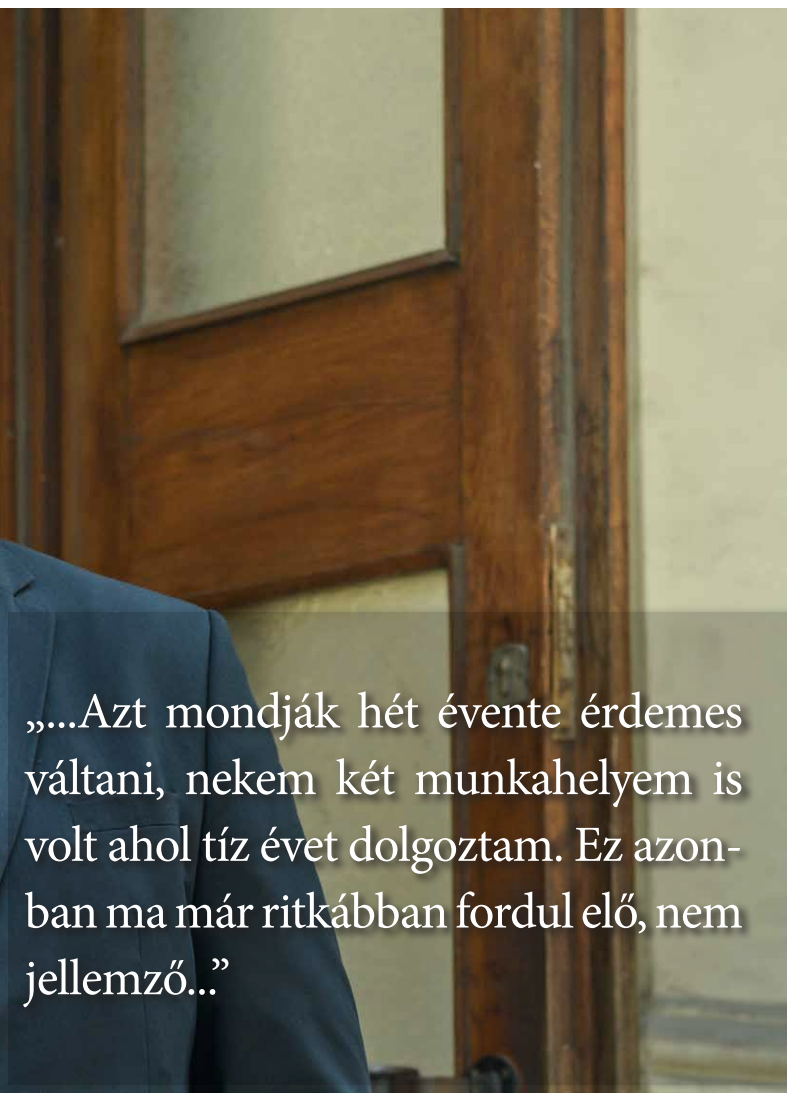 „...Azt mondják hét évente érdemes
váltani, nekem két munkahelyem is
volt ahol tíz évet dolgoztam. Ez azon-
ban ma már ritkábban fordul elő, nem
jellemző...”